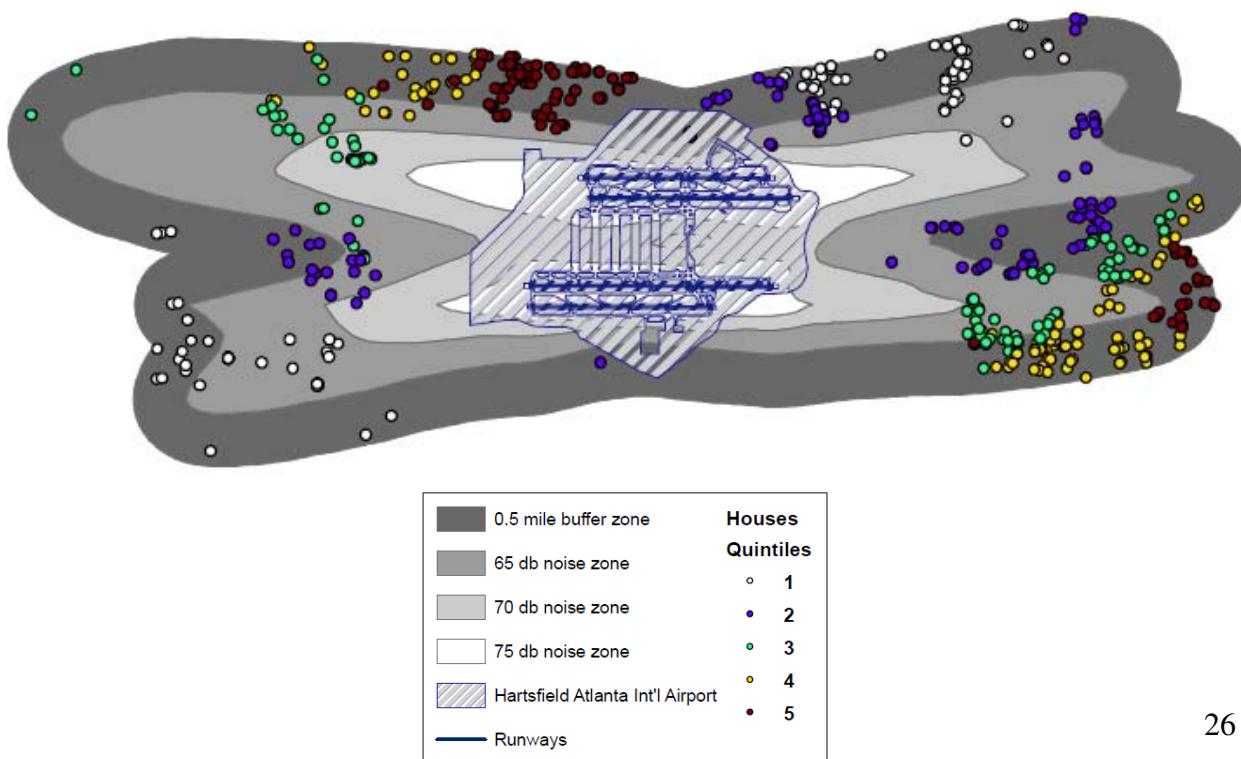 0.5 mile buffer zone
65 db noise zone
70 db noise zone
75 db noise zone
Hartsfield Atlanta Int'l Airport
Runways
Houses
Quintiles
1
2
3
4
5
26